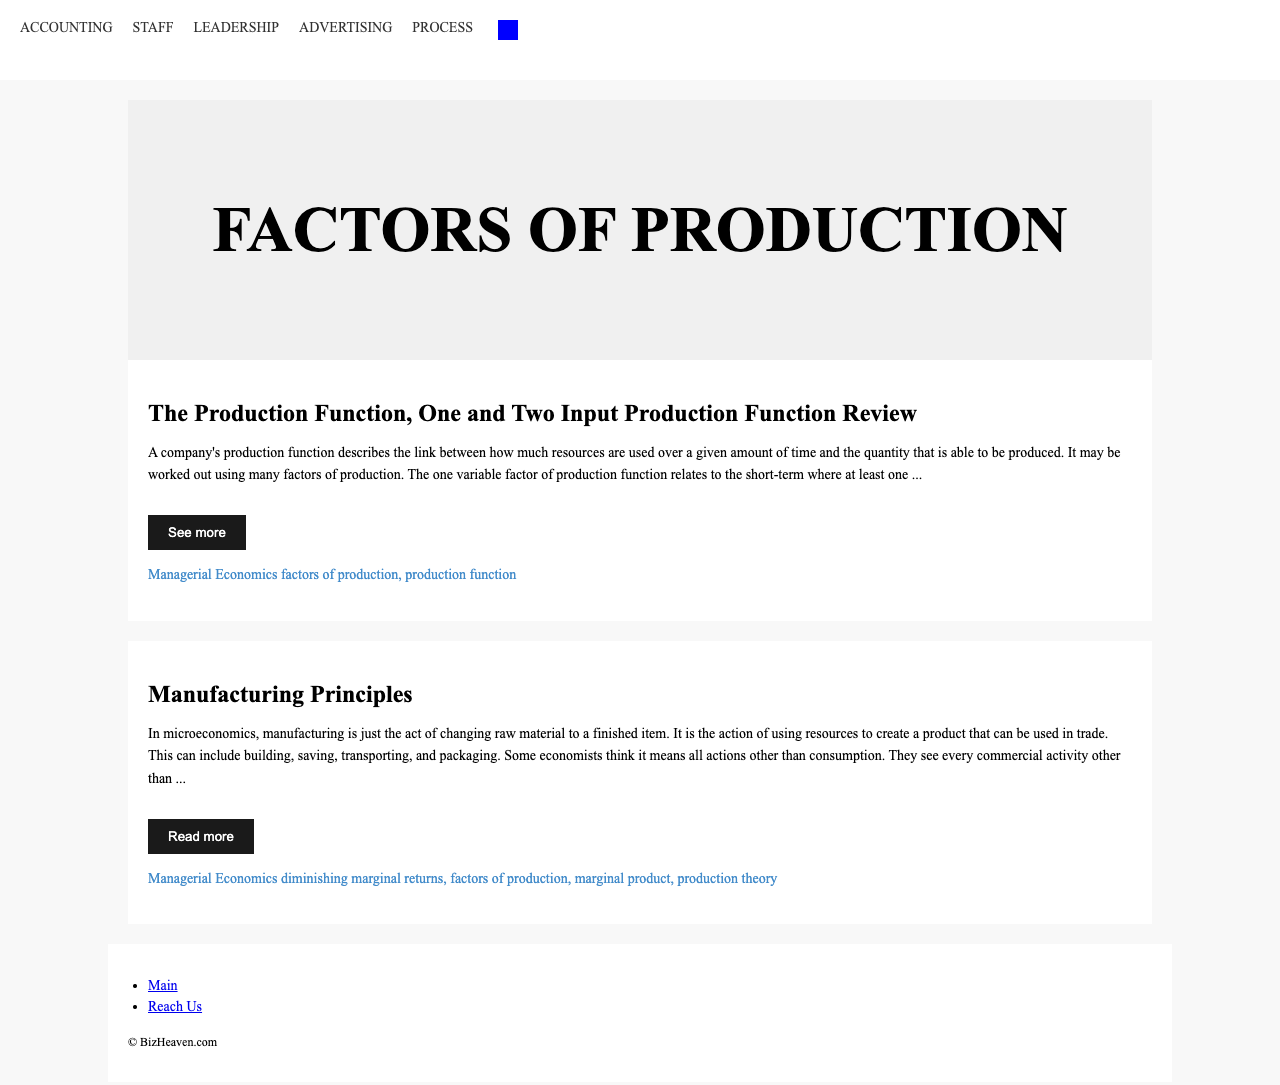 ACCOUNTING STAFF LEADERSHIP ADVERTISING PROCESS
FACTORS OF PRODUCTION
The Production Function, One and Two Input Production Function Review
A company's production function describes the link between how much resources are used over a given amount of time and the quantity that is able to be produced. It may be
worked out using many factors of production. The one variable factor of production function relates to the short-term where at least one ...
See more
Managerial Economics factors of production, production function
Manufacturing Principles
In microeconomics, manufacturing is just the act of changing raw material to a finished item. It is the action of using resources to create a product that can be used in trade.
This can include building, saving, transporting, and packaging. Some economists think it means all actions other than consumption. They see every commercial activity other
than ...
Read more
Managerial Economics diminishing marginal returns, factors of production, marginal product, production theory
Main
Reach Us
© BizHeaven.com